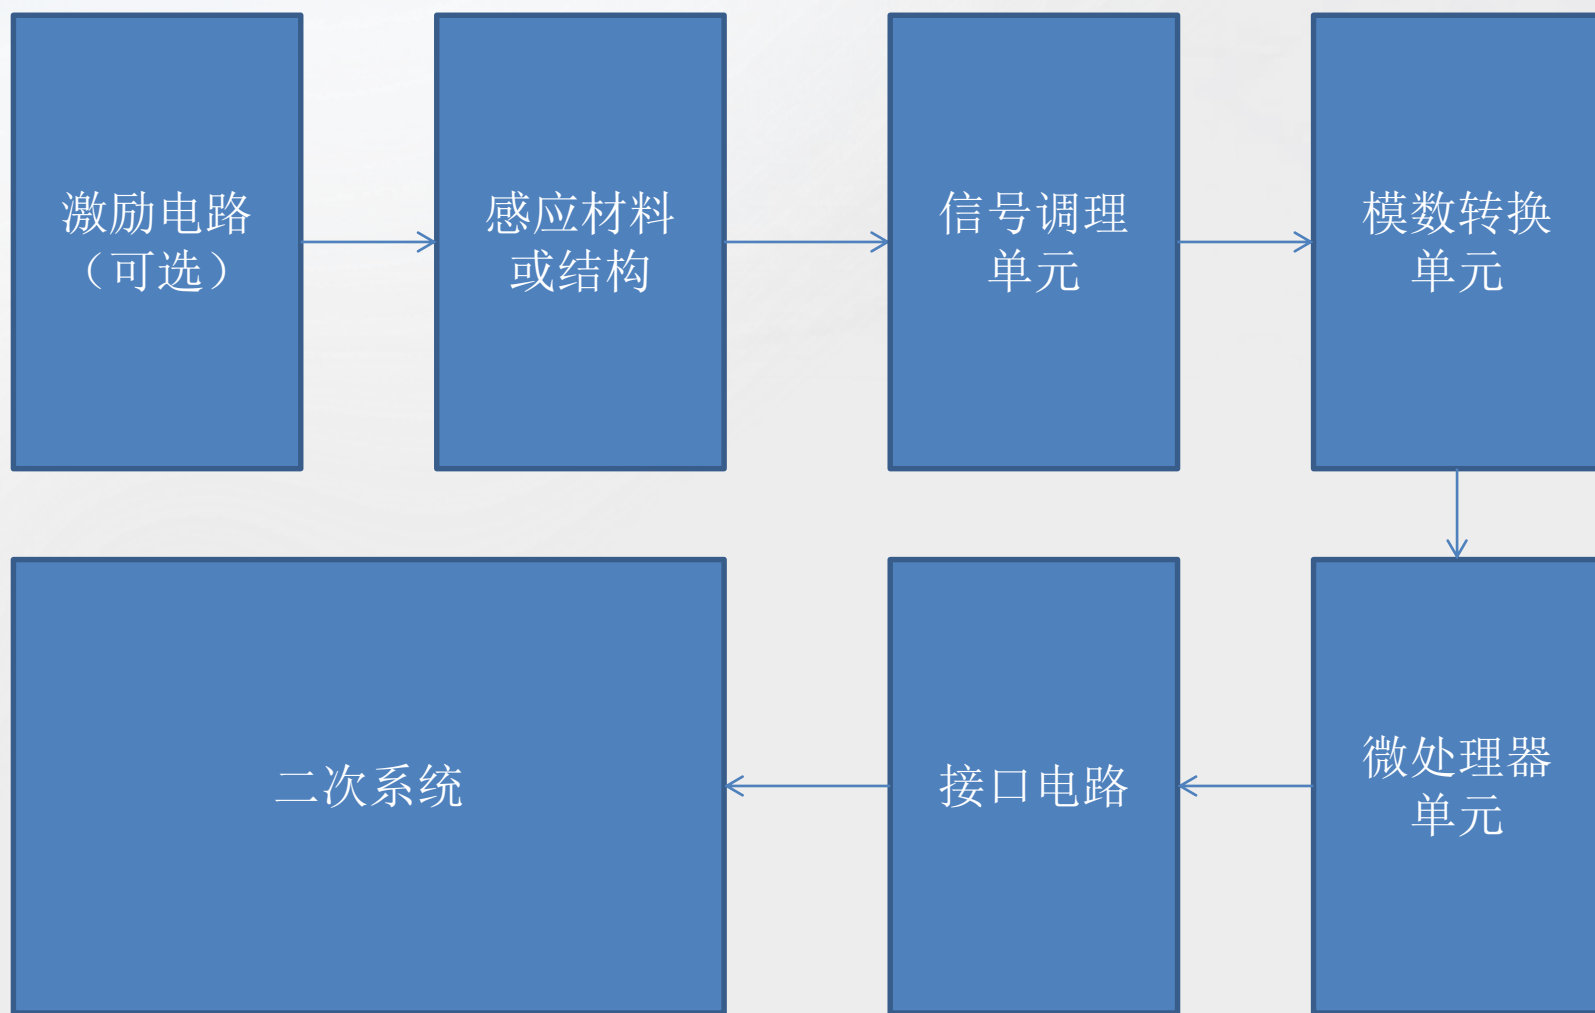 激励电路
（可选）
感应材料
或结构
信号调理
单元
模数转换
单元
二次系统
接口电路
微处理器
单元